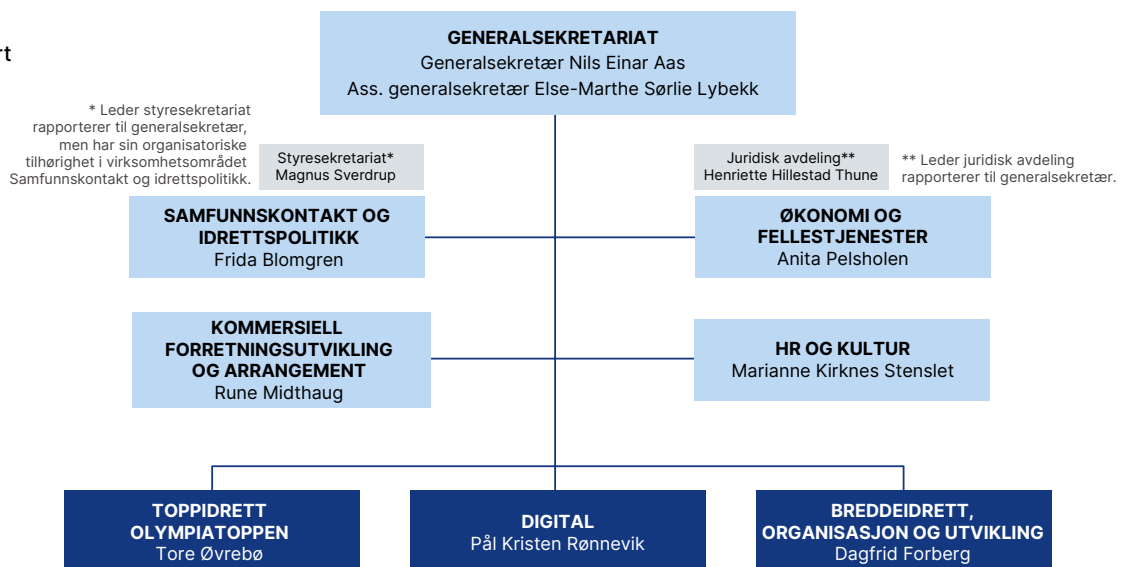 GENERALSEKRETARIAT
Generalsekretær Nils Einar Aas
Ass. generalsekretær Else-Marthe Sørlie Lybekk
rt
* Leder styresekretariat
rapporterer til generalsekretær,
men har sin organisatoriske
tilhørighet i virksomhetsområdet
Samfunnskontakt og idrettspolitikk.
Styresekretariat*
Magnus Sverdrup
Juridisk avdeling**
Henriette Hillestad Thune
** Leder juridisk avdeling
rapporterer til generalsekretær.
SAMFUNNSKONTAKT OG
IDRETTSPOLITIKK
Frida Blomgren
ØKONOMI OG
FELLESTJENESTER
Anita Pelsholen
KOMMERSIELL
FORRETNINGSUTVIKLING
OG ARRANGEMENT
Rune Midthaug
HR OG KULTUR
Marianne Kirknes Stenslet
TOPPIDRETT
OLYMPIATOPPEN
Tore Øvrebø
DIGITAL
Pål Kristen Rønnevik
BREDDEIDRETT,
ORGANISASJON OG UTVIKLING
Dagfrid Forberg